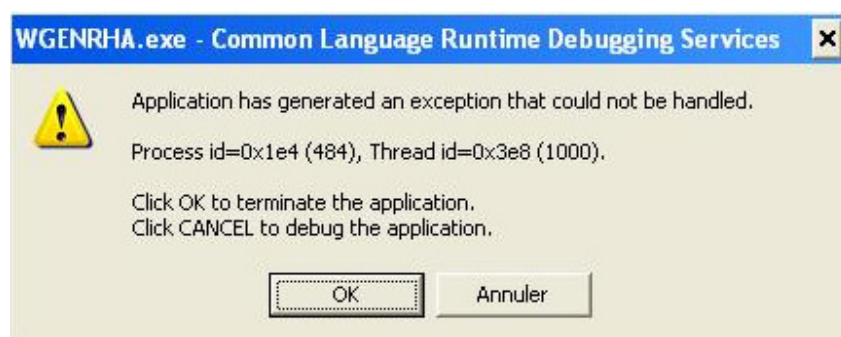 WGENRHA.exe - Common Language Runtime Debugging Services
Application has generated an exception that could not be handled.
Process id=0x1e4 (484), Thread id=0x3e8 (1000).
Click OK to terminate the application.
Click CANCEL to debug the application.
OK Annuler